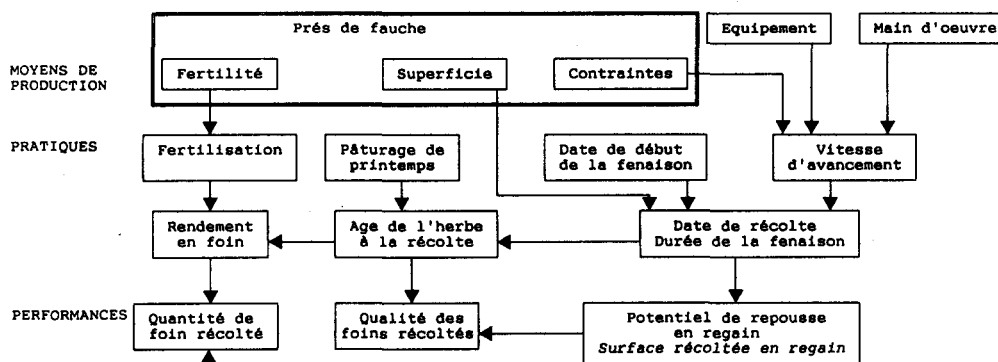 Prés de fauche
Equipement
Main d'oeuvre
MOYENS DE
PRODUCTION
Fertilité
Superficie
Contraintes
PRATIQUES
Fertilisation
Pâturage de
printemps
Date de début
de la fenaison
Vitesse
d'avancement
Rendement
en foin
Age de l'herbe
à la récolte
Date de récolte
Durée de la fenaison
PERFORMANCES
Quantité de
foin récolté
Qualité des
foins récoltés
Potentiel de repousse
en regain
Surface récoltée en regain